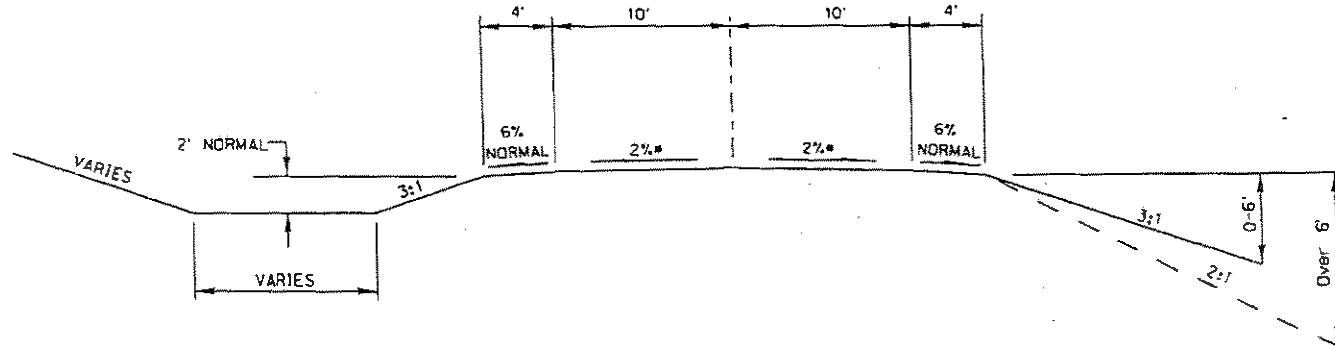 4' 10' 10' 4'
6% 6%
2' NORMAL NORMAL 2%* 2%* NORMAL
VARIES 3:1 3:1 0-6'
2:1 Over 6'
VARIES